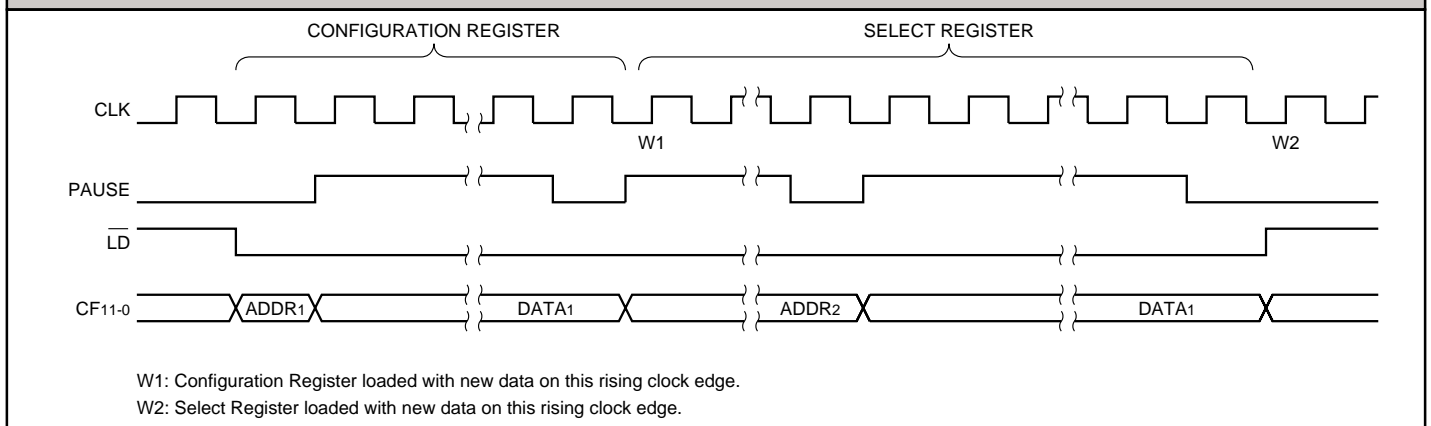 CONFIGURATION REGISTER SELECT REGISTER
CLK
W1 W2
PAUSE
LD
CF11-0 ADDR1 DATA1 ADDR2 DATA1
W1: Configuration Register loaded with new data on this rising clock edge.
W2: Select Register loaded with new data on this rising clock edge.